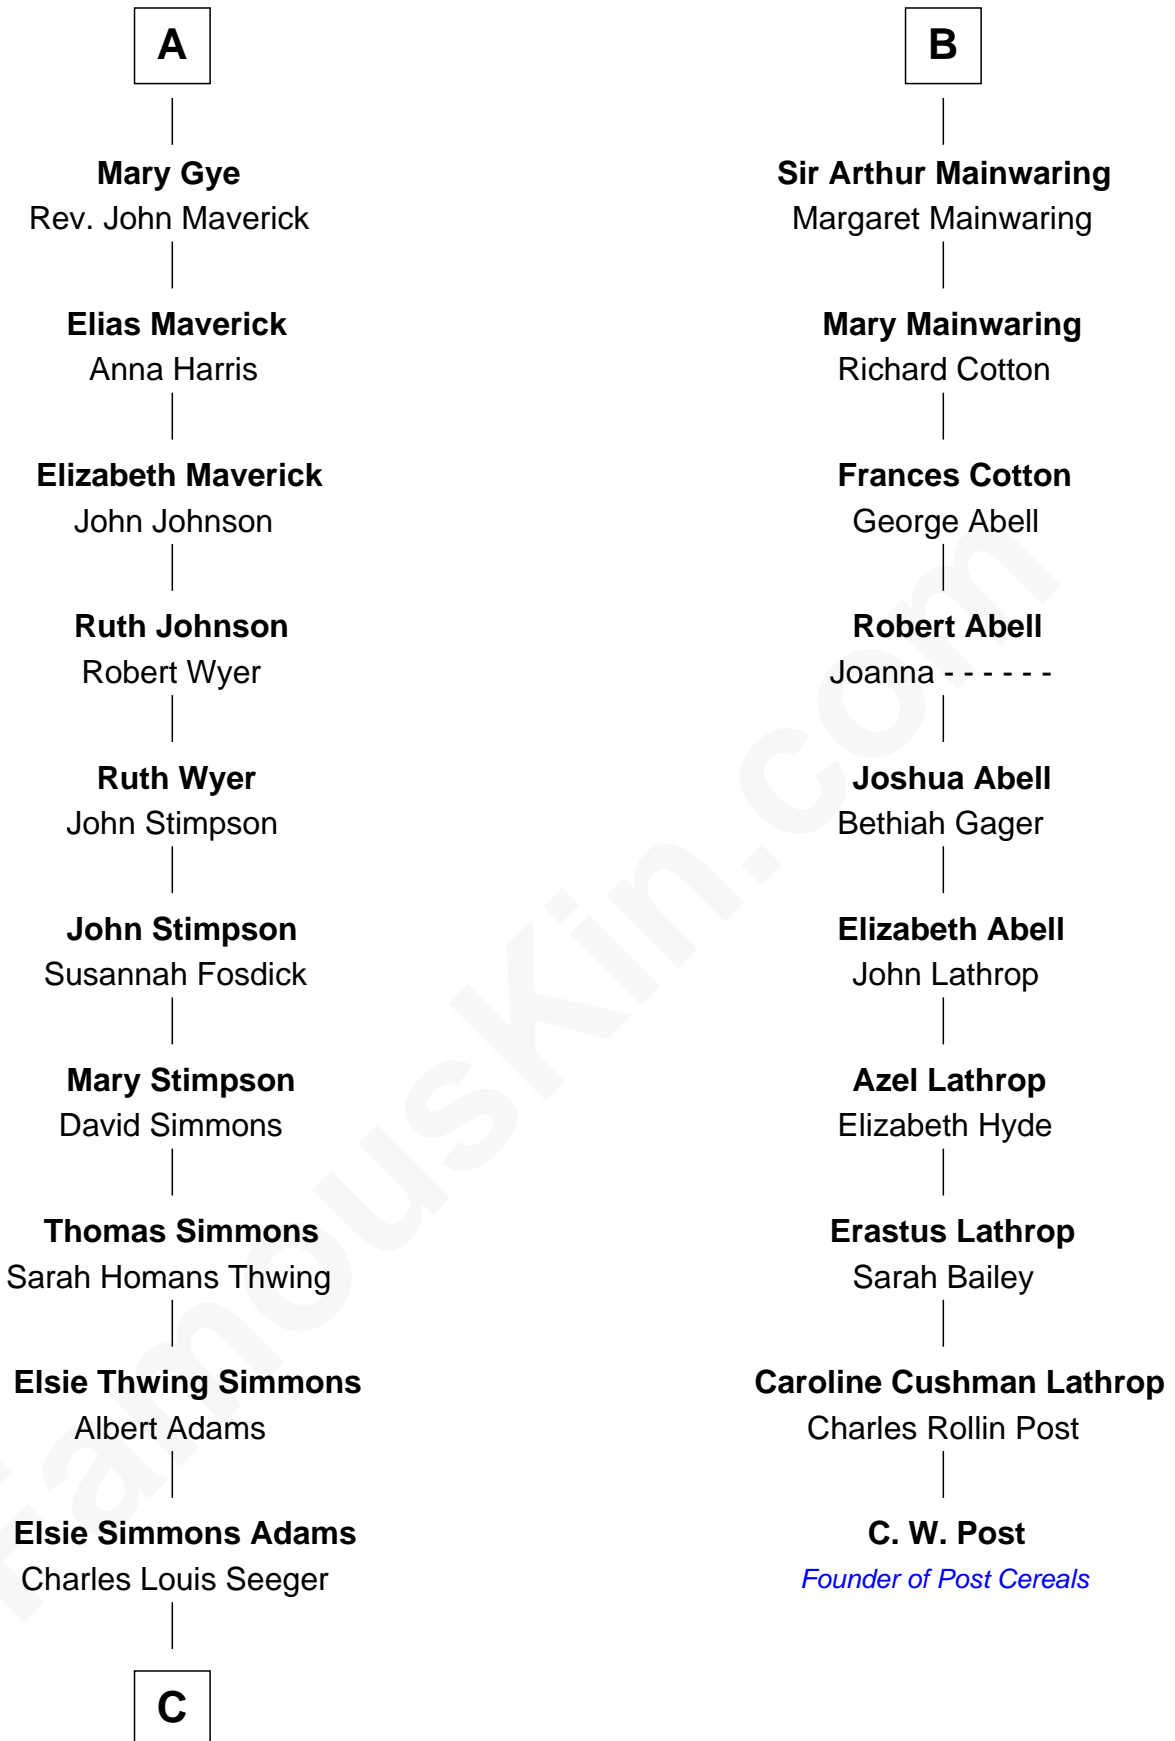 A
Mary Gye
Rev. John Maverick
Elias Maverick
Anna Harris
Elizabeth Maverick
John Johnson
Ruth Johnson
Robert Wyer
Ruth Wyer
John Stimpson
John Stimpson
Susannah Fosdick
Mary Stimpson
David Simmons
Thomas Simmons
Sarah Homans Thwing
Elsie Thwing Simmons
Albert Adams
Elsie Simmons Adams
Charles Louis Seeger
C
B
Sir Arthur Mainwaring
Margaret Mainwaring
Mary Mainwaring
Richard Cotton
Frances Cotton
George Abell
Robert Abell
Joanna - - - - - -
Joshua Abell
Bethiah Gager
Elizabeth Abell
John Lathrop
Azel Lathrop
Elizabeth Hyde
Erastus Lathrop
Sarah Bailey
Caroline Cushman Lathrop
Charles Rollin Post
C. W. Post
Founder of Post Cereals
FamousKin.com